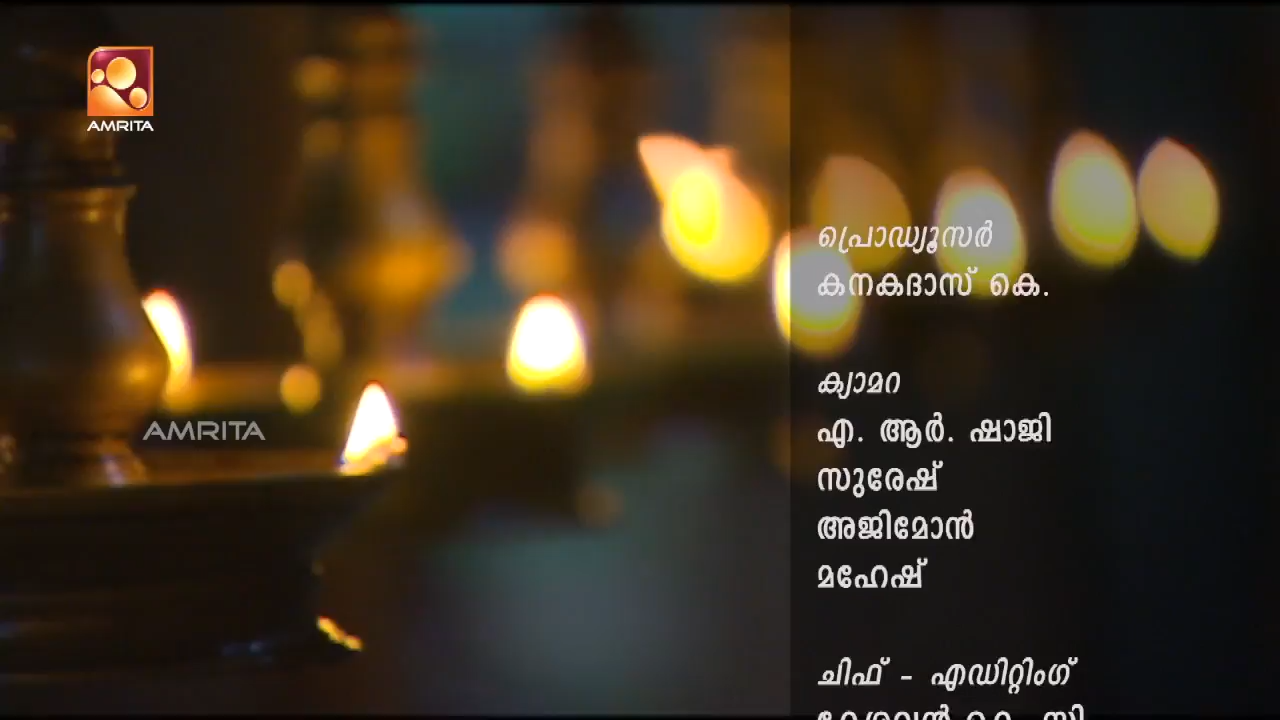 AMRITA
AMRITA
പ്രൊഡ്യൂസർ
കനകദാസ് കെ.
ക്യാമറ
എ. ആർ. ഷാജി
സുരേഷ്
അജിമോൻ
മഹേഷ്
ചിഫ് - എഡിറ്റിംഗ്